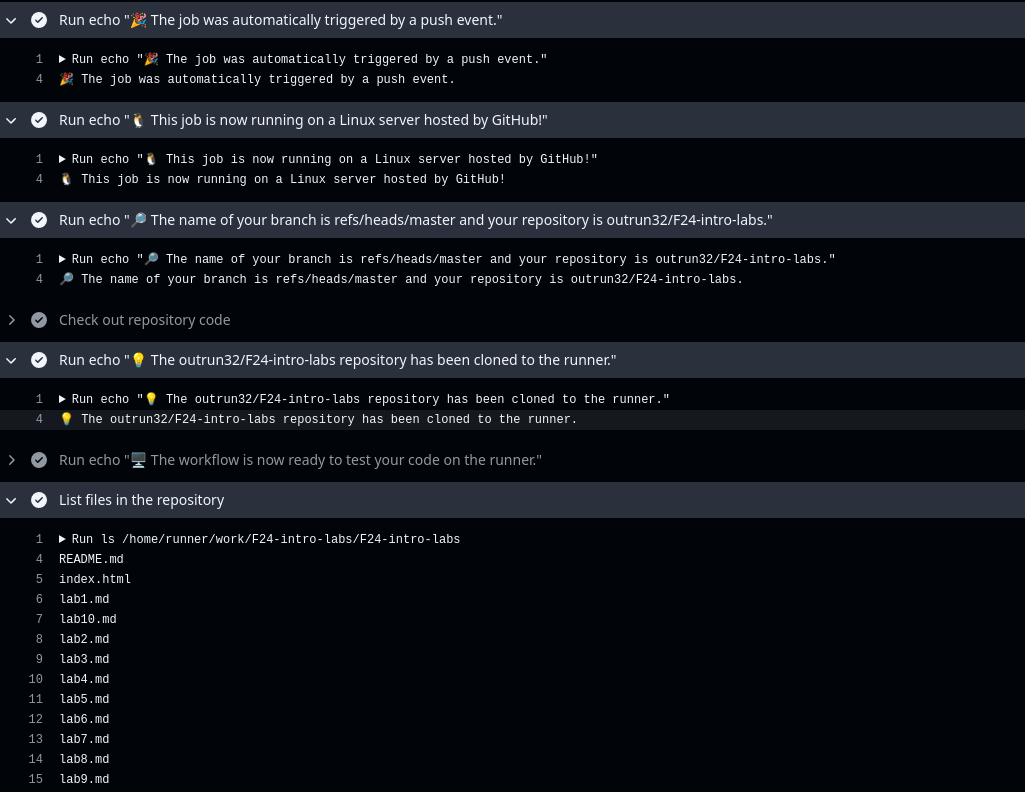 Run echo "🎉 The job was automatically triggered by a push event."
1 ▶ Run echo "🎉 The job was automatically triggered by a push event."
4 🎉 The job was automatically triggered by a push event.
Run echo "🐧 This job is now running on a Linux server hosted by GitHub!"
1 ▶ Run echo "🐧 This job is now running on a Linux server hosted by GitHub!"
4 🐧 This job is now running on a Linux server hosted by GitHub!
Run echo "🔎 The name of your branch is refs/heads/master and your repository is outrun32/F24-intro-labs."
1 ▶ Run echo "🔎 The name of your branch is refs/heads/master and your repository is outrun32/F24-intro-labs."
4 🔎 The name of your branch is refs/heads/master and your repository is outrun32/F24-intro-labs.
Check out repository code
Run echo "💡 The outrun32/F24-intro-labs repository has been cloned to the runner."
1 ▶ Run echo "💡 The outrun32/F24-intro-labs repository has been cloned to the runner."
4 💡 The outrun32/F24-intro-labs repository has been cloned to the runner.
Run echo "🖥️ The workflow is now ready to test your code on the runner."
List files in the repository
1 ▶ Run ls /home/runner/work/F24-intro-labs/F24-intro-labs
4 README.md
5 index.html
6 lab1.md
7 lab10.md
8 lab2.md
9 lab3.md
10 lab4.md
11 lab5.md
12 lab6.md
13 lab7.md
14 lab8.md
15 lab9.md